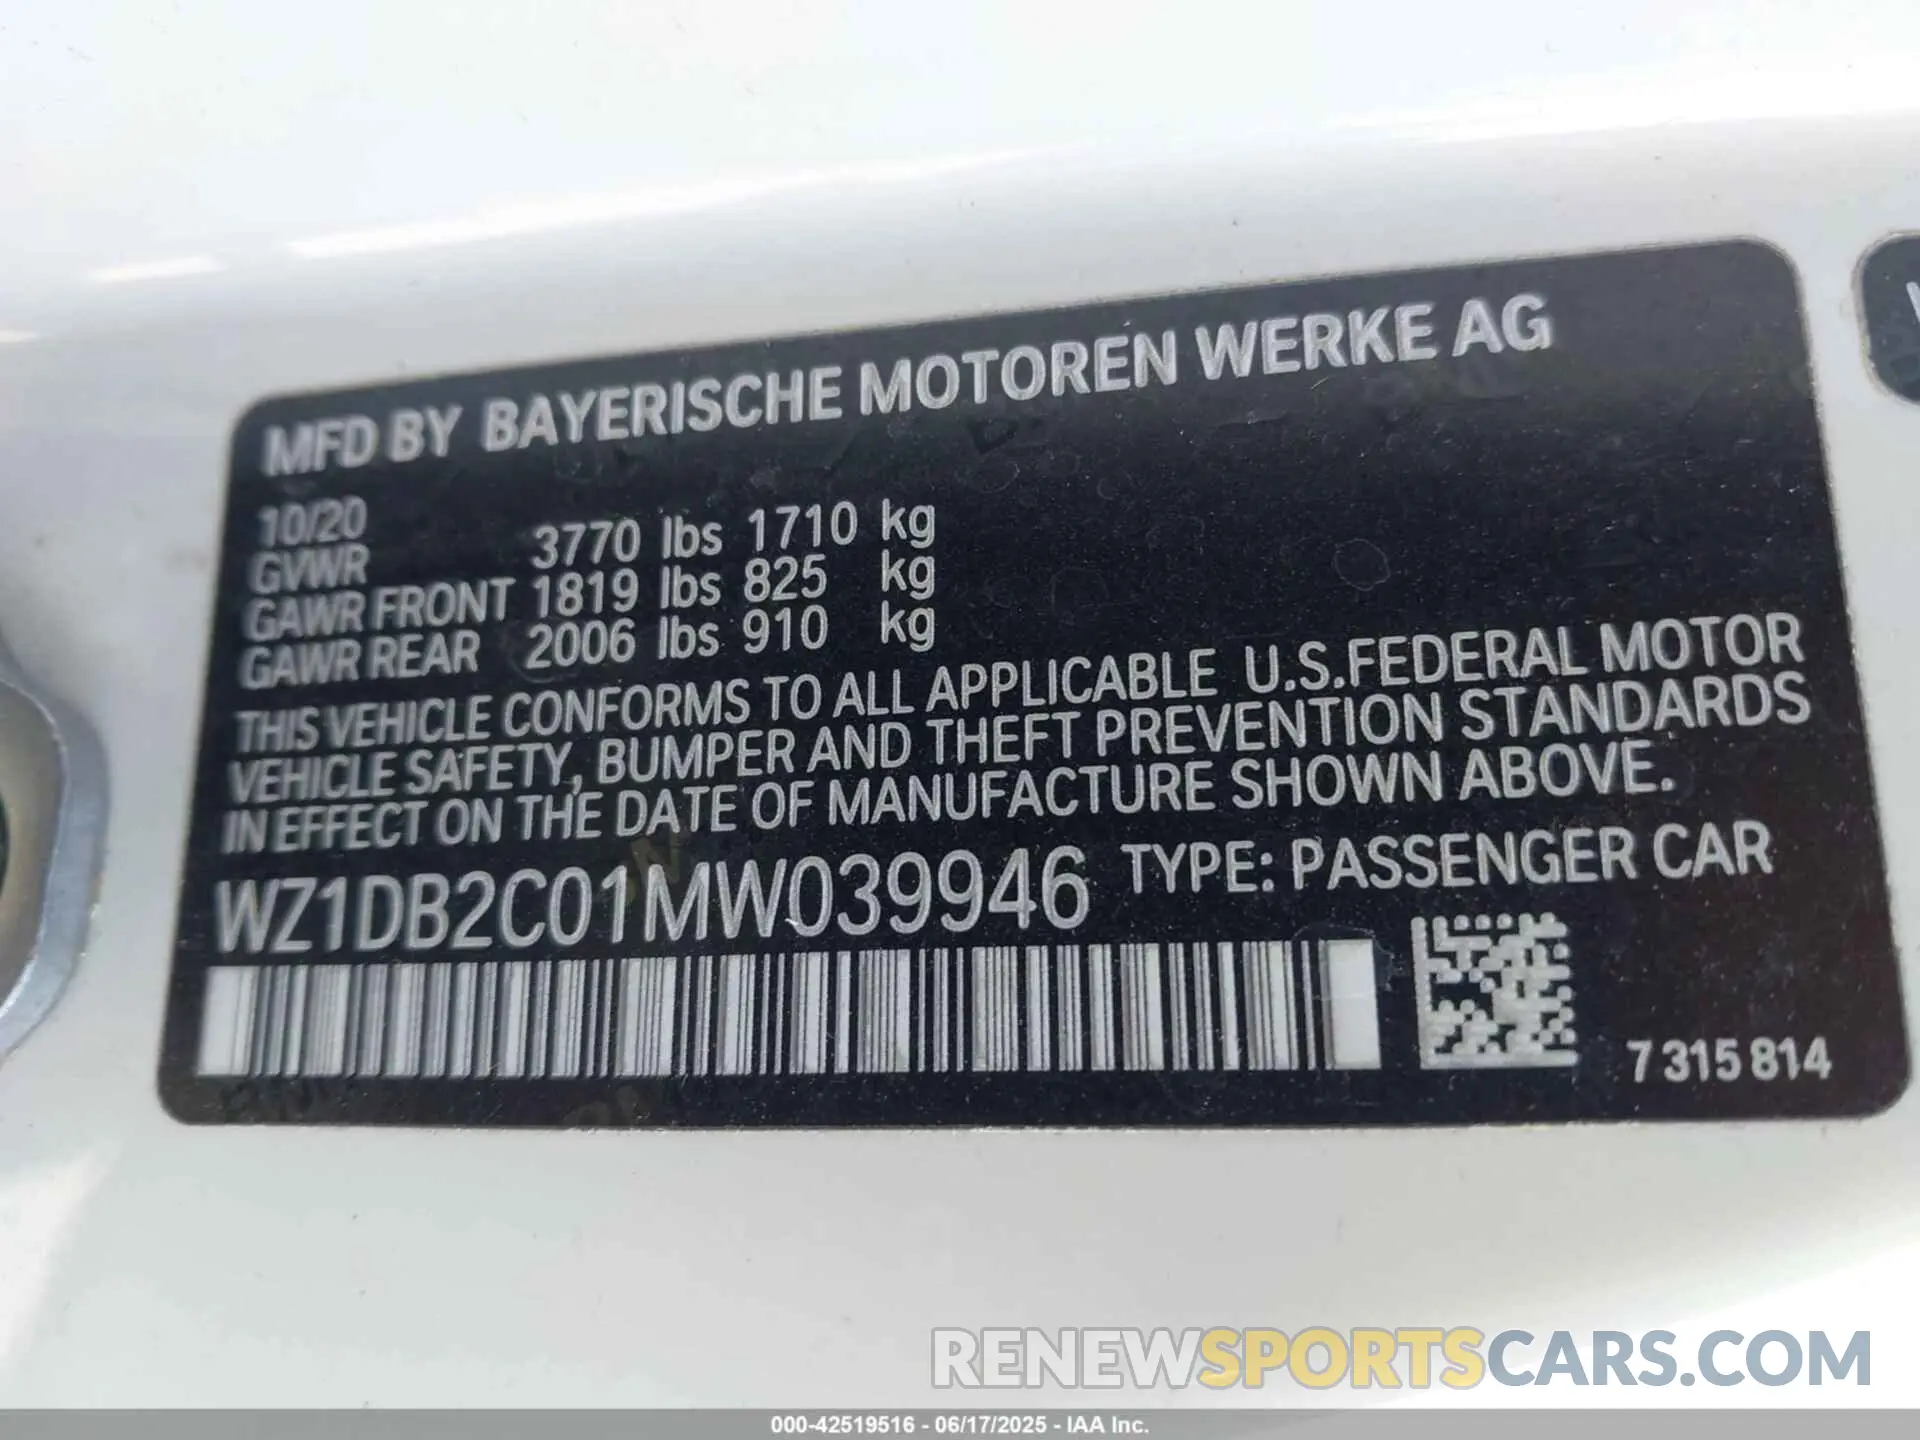 MFD BY BAYERISCHE MOTOREN WERKE AG
10/20
GVWR 3770 lbs 1710 kg
GAWR FRONT 1819 lbs 825 kg
GAWR REAR 2006 lbs 910 kg
THIS VEHICLE CONFORMS TO ALL APPLICABLE U.S.FEDERAL MOTOR
VEHICLE SAFETY, BUMPER AND THEFT PREVENTION STANDARDS
IN EFFECT ON THE DATE OF MANUFACTURE SHOWN ABOVE.
WZ1DB2C01MW039946 TYPE: PASSENGER CAR
7 315 814
RENEWSPORTSCARS.COM
000-42519516 - 06/17/2025 - IAA Inc.